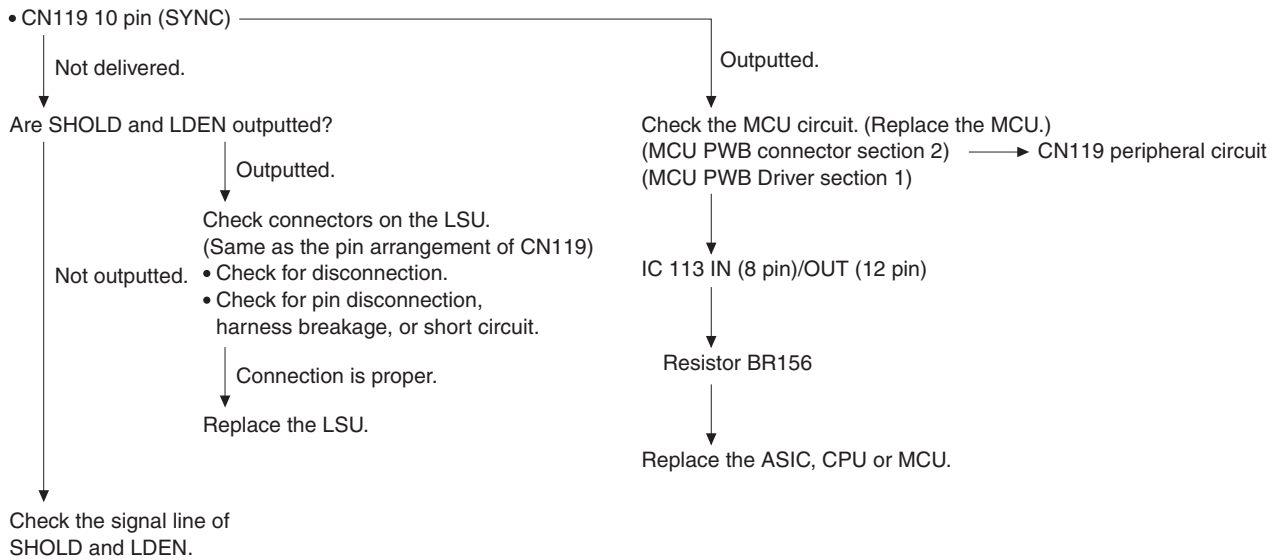 • CN119 10 pin (SYNC)
Not delivered.
Outputted.
Are SHOLD and LDEN outputted?
Outputted.
Check connectors on the LSU.
(Same as the pin arrangement of CN119)
• Check for disconnection.
• Check for pin disconnection,
harness breakage, or short circuit.
Not outputted.
Connection is proper.
Replace the LSU.
Check the signal line of
SHOLD and LDEN.
Check the MCU circuit. (Replace the MCU.)
(MCU PWB connector section 2)
CN119 peripheral circuit
(MCU PWB Driver section 1)
IC 113 IN (8 pin)/OUT (12 pin)
Resistor BR156
Replace the ASIC, CPU or MCU.